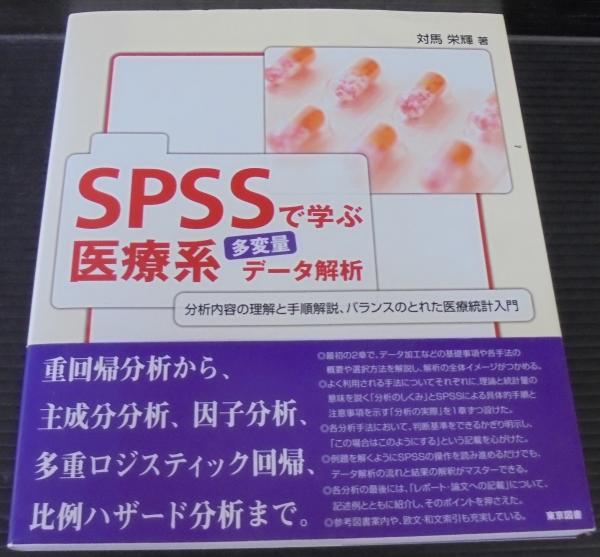 対馬 栄輝 著
SPSSで学ぶ
医療系 多変量
データ解析
分析内容の理解と手順解説、バランスのとれた医療統計入門
重回帰分析から、
主成分分析、因子分析、
多重ロジスティック回帰、
比例ハザード分析まで。
◎最初の2章で、データ加工などの基礎事項や各手法の
概要や選択方法を解説し、解析の全体イメージがつかめる。
◎よく利用される手法についてそれぞれに、理論と統計量の
意味を説く「分析のしくみ」とSPSSによる具体的手順と
注意事項を示す「分析の実際」を1章ずつ設けた。
◎各分析手法において、判断基準をできるかぎり明示し、
「この場合はこのようにする」という記載を心がけた。
◎例題を解くようにSPSSの操作を読み進めるだけでも、
データ解析の流れと結果の解釈がマスターできる。
◎各分析の最後には、「レポート・論文への記載」について、
記述例とともに紹介し、そのポイントを押さえた。
◎参考図書案内や、欧文・和文索引も充実している。
東京図書